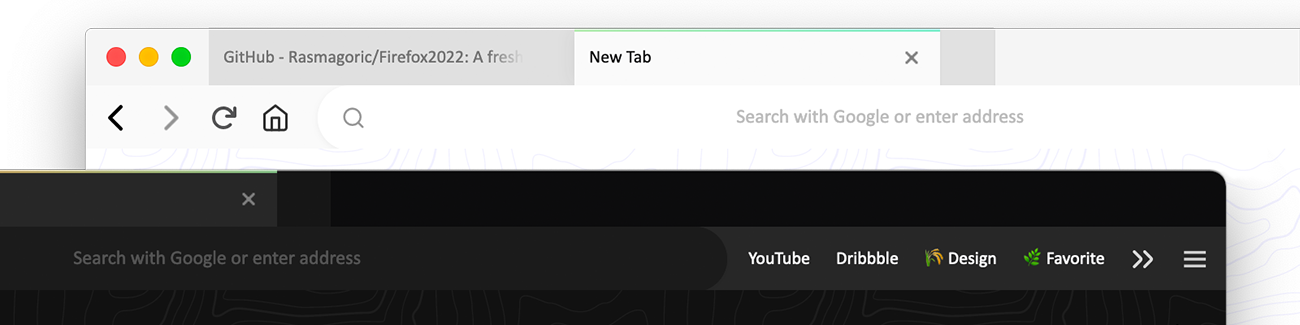 GitHub - Rasmagoric/Firefox2022: A fresh
New Tab
Search with Google or enter address
Search with Google or enter address
YouTube Dribbble Design Favorite